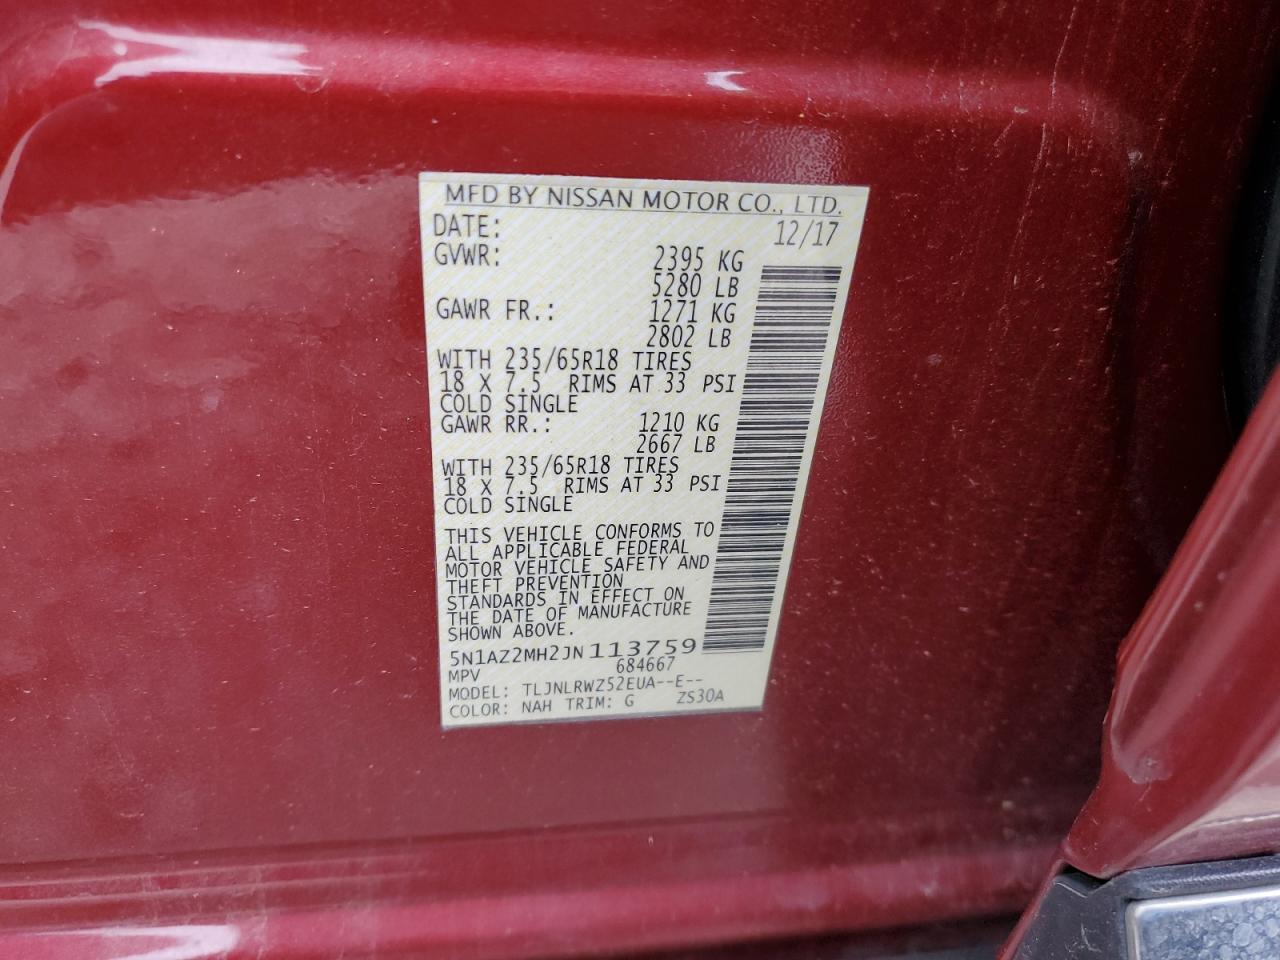 MFD BY NISSAN MOTOR CO., LTD.
DATE: 12/17
GVWR: 2395 KG
5280 LB
GAWR FR.: 1271 KG
2802 LB
WITH 235/65R18 TIRES
18 X 7.5 RIMS AT 33 PSI
COLD SINGLE
GAWR RR.: 1210 KG
2667 LB
WITH 235/65R18 TIRES
18 X 7.5 RIMS AT 33 PSI
COLD SINGLE
THIS VEHICLE CONFORMS TO
ALL APPLICABLE FEDERAL
MOTOR VEHICLE SAFETY AND
THEFT PREVENTION
STANDARDS IN EFFECT ON
THE DATE OF MANUFACTURE
SHOWN ABOVE.
5N1AZ2MH2JN113759
MPV 684667
MODEL: TLJNLRWZ52EUA--E--
COLOR: NAH TRIM: G ZS30A